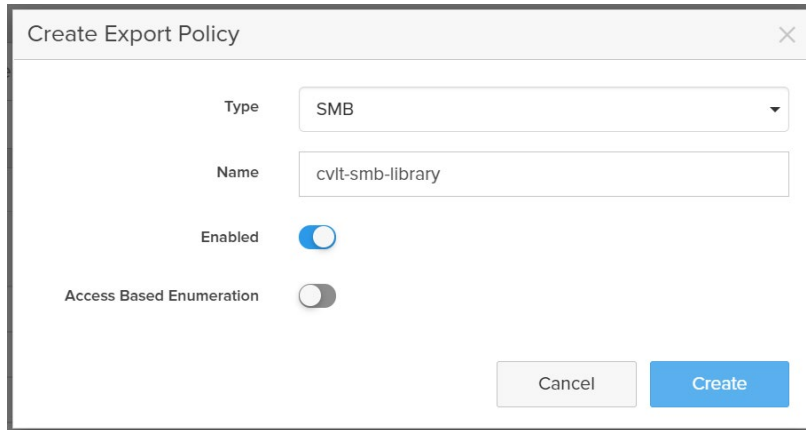 Create Export Policy
Type
SMB
Name
cvlt-smb-library
Enabled
Access Based Enumeration
Cancel
Create